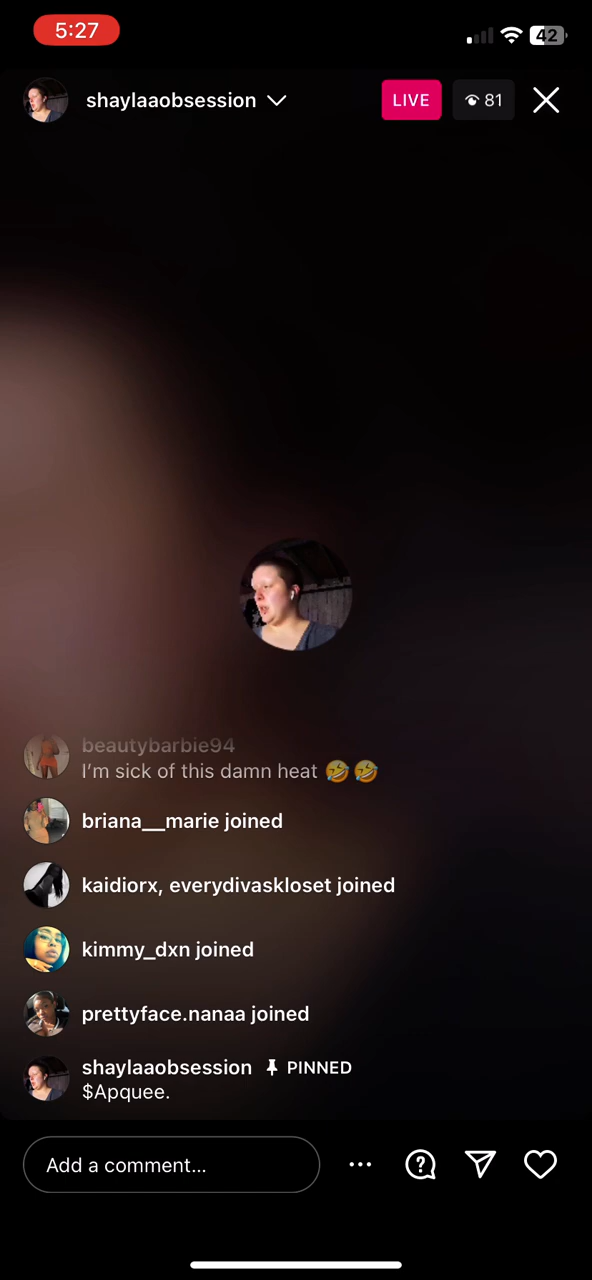 5:27
42
shaylaaobsession
LIVE
81
beautybarbie94
I’m sick of this damn heat 🤣🤣
briana__marie joined
kaidiorx, everydivaskloset joined
kimmy_dxn joined
prettyface.nanaa joined
shaylaaobsession PINNED
$Apquee.
Add a comment...